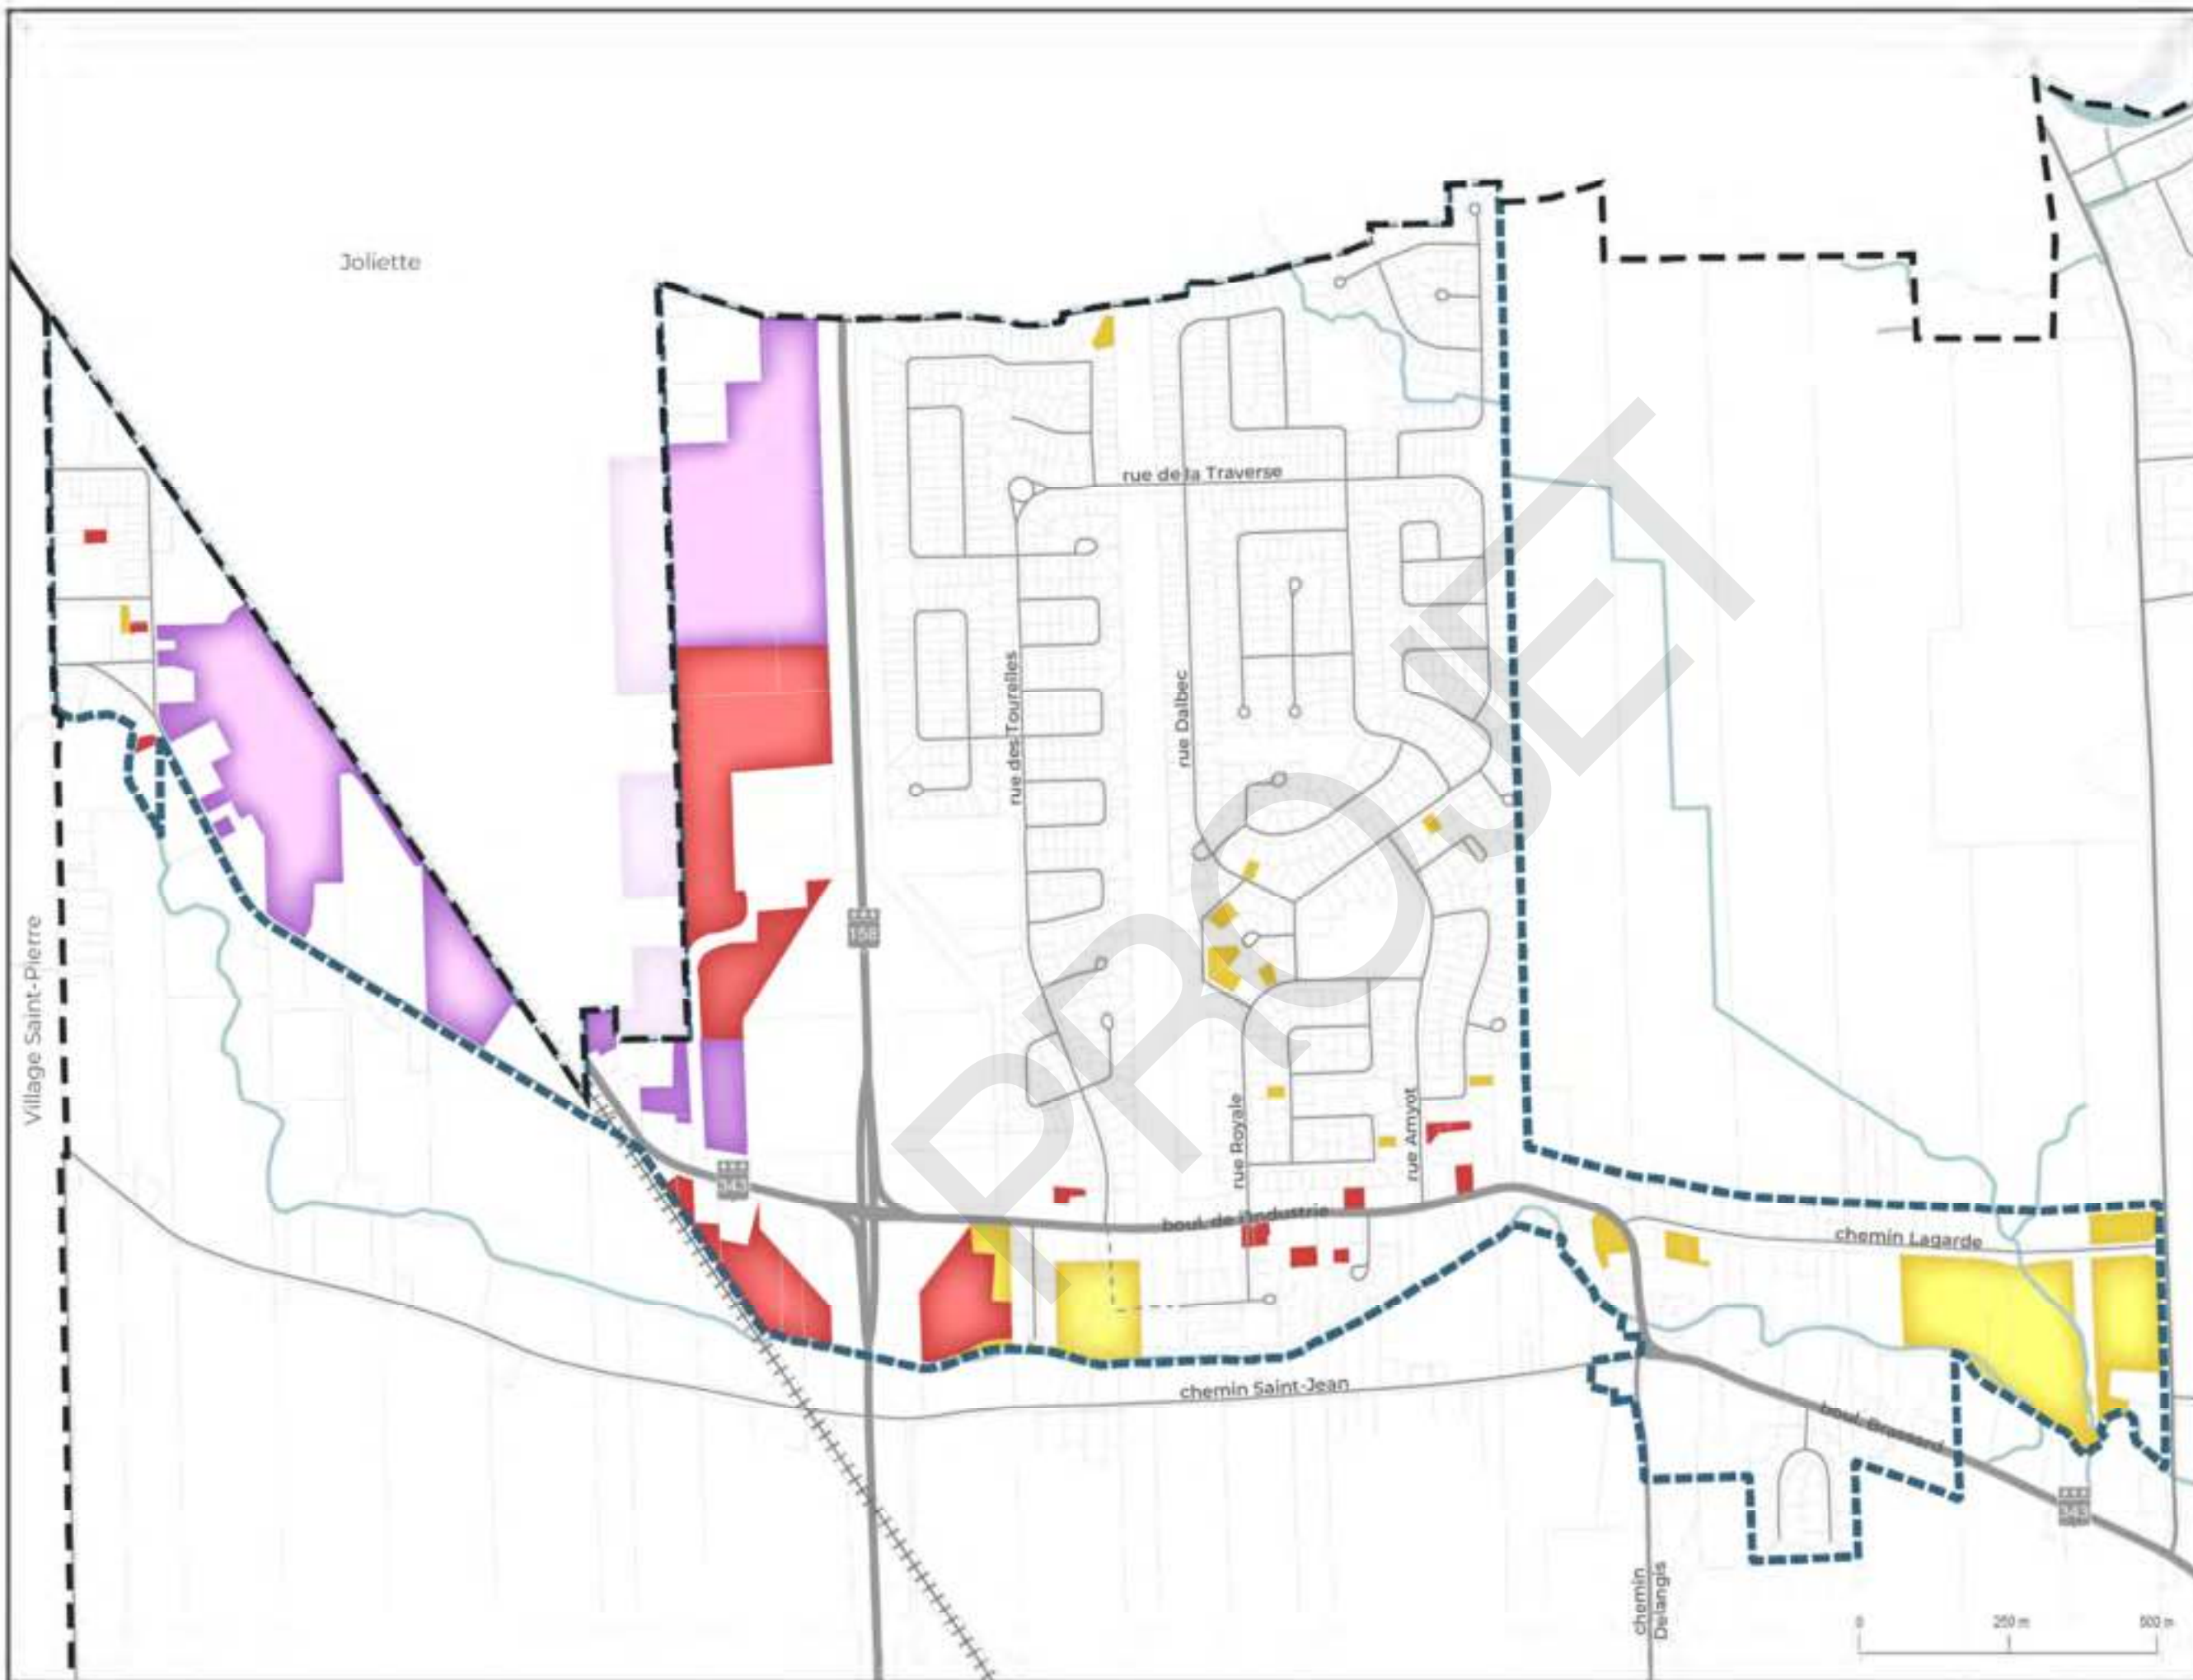 Joliette
rue de la Traverse
rue des Tourelles
rue Dalbec
158
Village Saint-Pierre
PROJET
rue Royale
rue Amyot
343
boul. de l'Industrie
chemin Lagarde
chemin Saint-Jean
boul. Brassard
343
chemin
Delangis
0 250 m 500 m